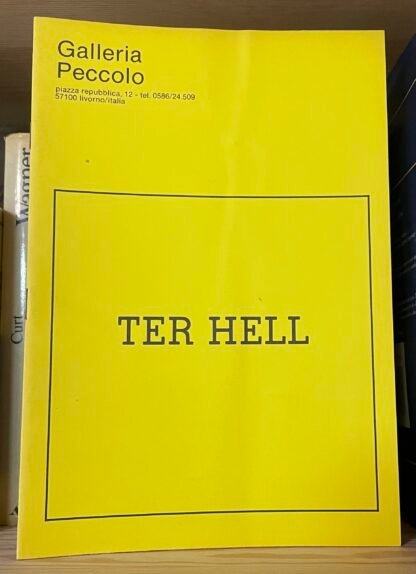 Galleria
Peccolo
piazza repubblica, 12 - tel. 0586/24.509
57100 livorno/italia
TER HELL
Wagner
Curt